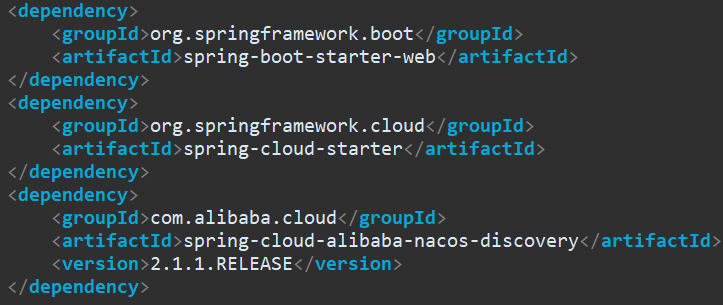 <dependency>
    <groupId>org.springframework.boot</groupId>
    <artifactId>spring-boot-starter-web</artifactId>
</dependency>
<dependency>
    <groupId>org.springframework.cloud</groupId>
    <artifactId>spring-cloud-starter</artifactId>
</dependency>
<dependency>
    <groupId>com.alibaba.cloud</groupId>
    <artifactId>spring-cloud-alibaba-nacos-discovery</artifactId>
    <version>2.1.1.RELEASE</version>
</dependency>